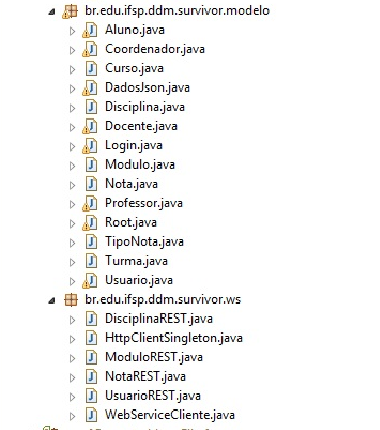 br.edu.ifsp.ddm.survivor.modelo
Aluno.java
Coordenador.java
Curso.java
DadosJson.java
Disciplina.java
Docente.java
Login.java
Modulo.java
Nota.java
Professor.java
Root.java
TipoNota.java
Turma.java
Usuario.java
br.edu.ifsp.ddm.survivor.ws
DisciplinaREST.java
HttpClientSingleton.java
ModuloREST.java
NotaREST.java
UsuarioREST.java
WebServiceCliente.java